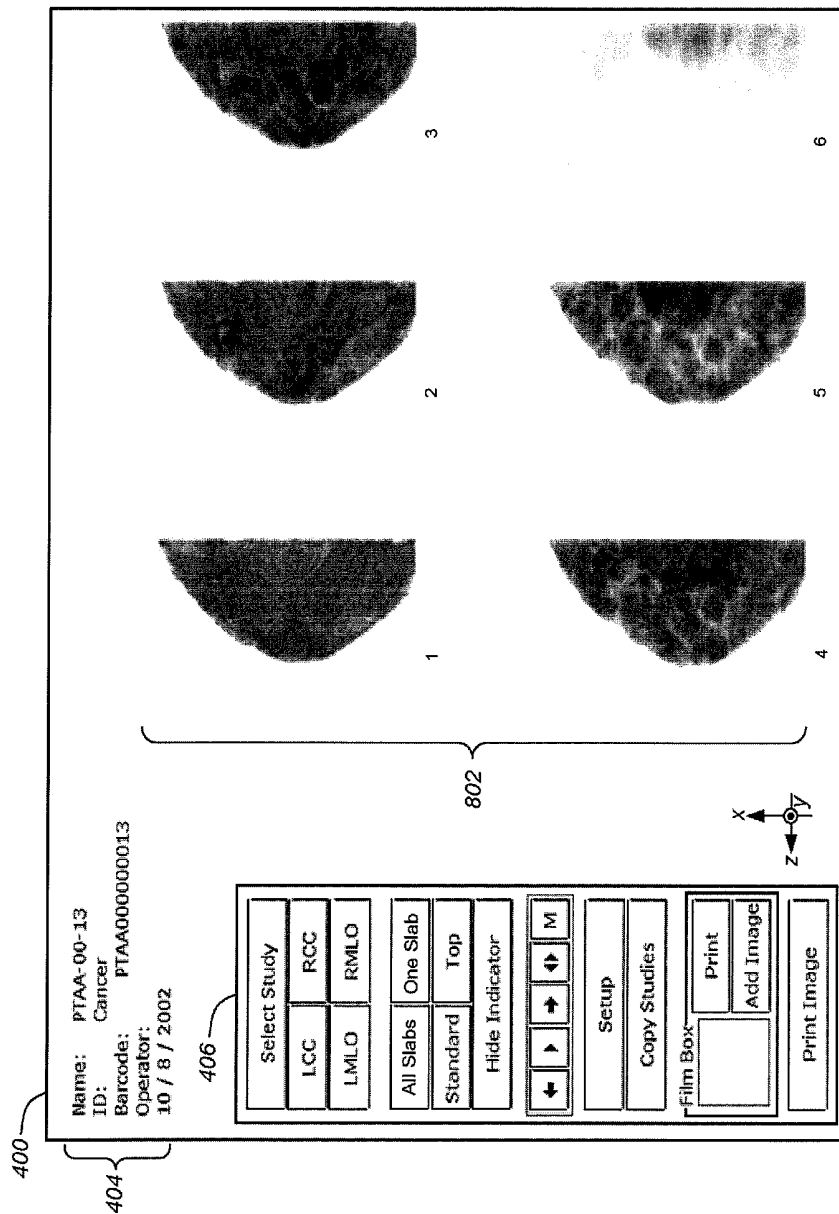 400
404
Name: PTAA-00-13
ID: Cancer
Barcode: PTAA000000013
Operator:
10 / 8 / 2002
406
Select Study
LCC RCC
LMLO RMLO
All Slabs One Slab
Standard Top
Hide Indicator
M
Setup
Copy Studies
Film Box
Print
Add Image
Print Image
802
x
z y
1 2 3
4 5 6